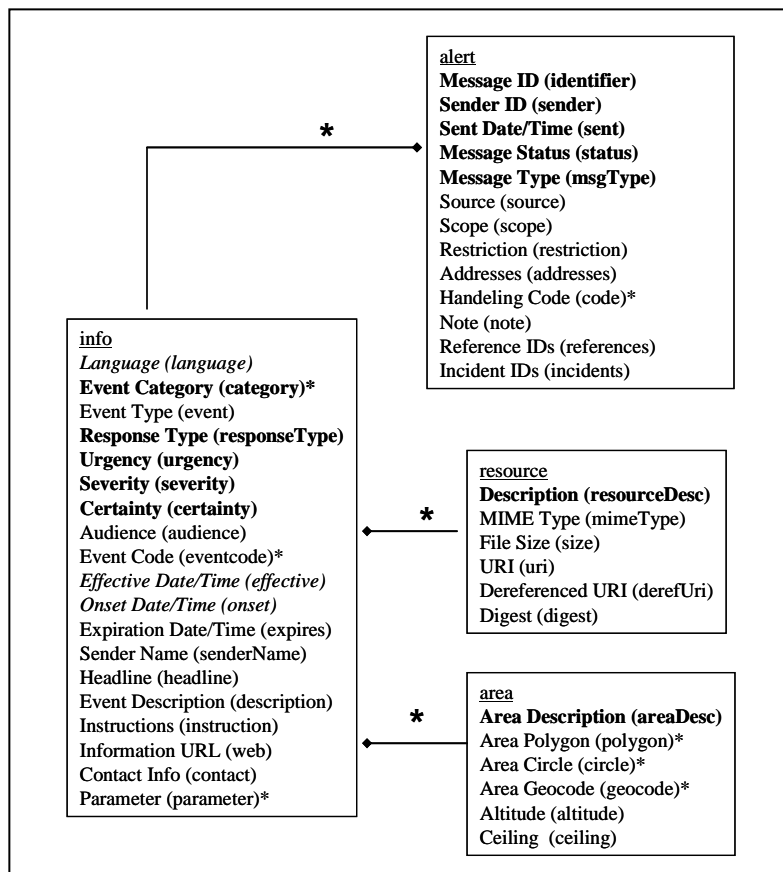 alert
Message ID (identifier)
Sender ID (sender)
Sent Date/Time (sent)
Message Status (status)
Message Type (msgType)
Source (source)
Scope (scope)
Restriction (restriction)
Addresses (addresses)
Handeling Code (code)*
Note (note)
Reference IDs (references)
Incident IDs (incidents)
*
info
Language (language)
Event Category (category)*
Event Type (event)
Response Type (responseType)
Urgency (urgency)
Severity (severity)
Certainty (certainty)
Audience (audience)
Event Code (eventcode)*
Effective Date/Time (effective)
Onset Date/Time (onset)
Expiration Date/Time (expires)
Sender Name (senderName)
Headline (headline)
Event Description (description)
Instructions (instruction)
Information URL (web)
Contact Info (contact)
Parameter (parameter)*
*
resource
Description (resourceDesc)
MIME Type (mimeType)
File Size (size)
URI (uri)
Dereferenced URI (derefUri)
Digest (digest)
*
area
Area Description (areaDesc)
Area Polygon (polygon)*
Area Circle (circle)*
Area Geocode (geocode)*
Altitude (altitude)
Ceiling (ceiling)